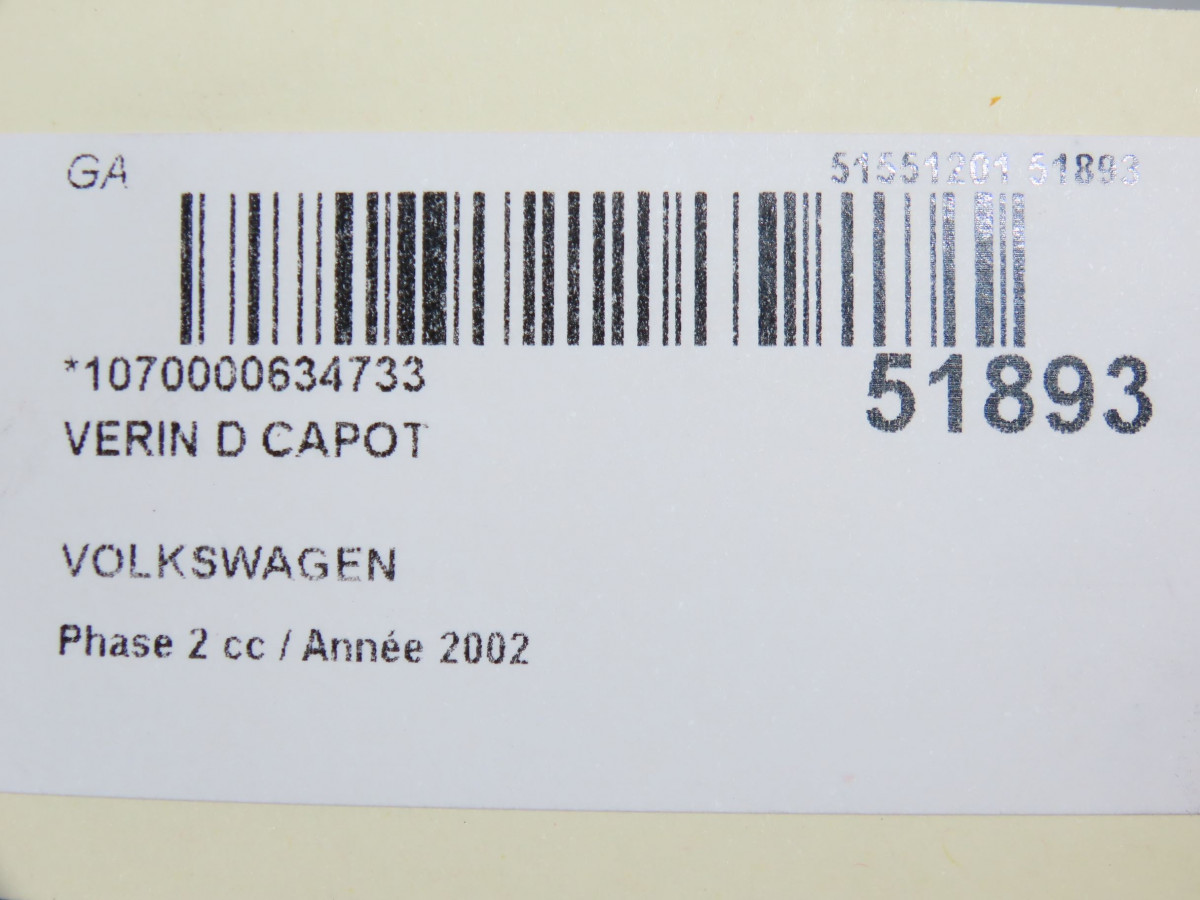 GA
51551201 51893
*1070000634733
51893
VERIN D CAPOT
VOLKSWAGEN
Phase 2 cc / Année 2002